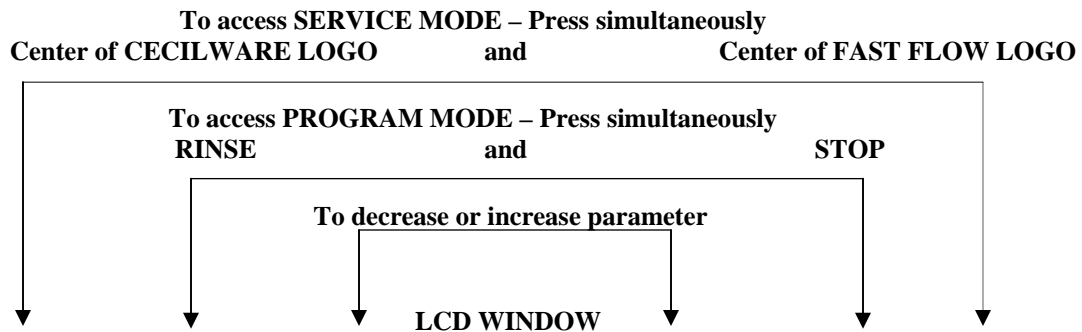 To access SERVICE MODE – Press simultaneously
Center of CECILWARE LOGO and Center of FAST FLOW LOGO
To access PROGRAM MODE – Press simultaneously
RINSE and STOP
To decrease or increase parameter
LCD WINDOW